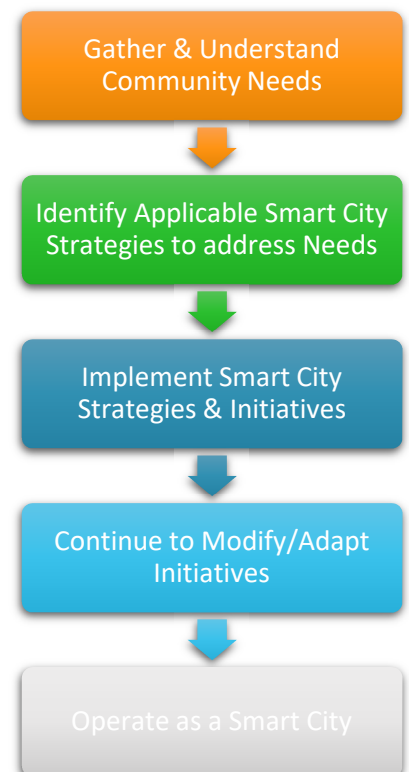 Gather & Understand
Community Needs
Identify Applicable Smart City
Strategies to address Needs
Implement Smart City
Strategies & Initiatives
Continue to Modify/Adapt
Initiatives
Operate as a Smart City